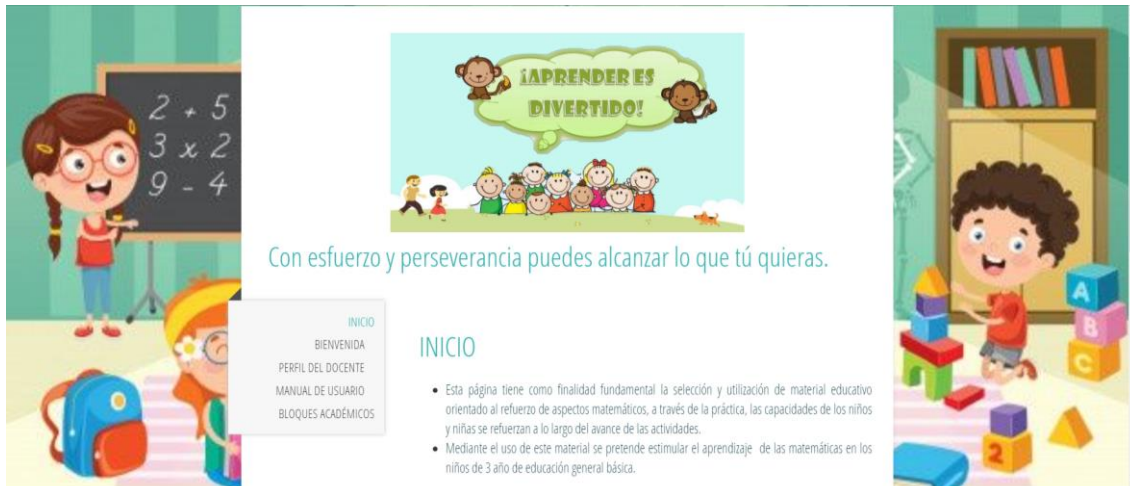 2 + 5
3 x 2
9 - 4
¡APRENDER ES
DIVERTIDO!
Con esfuerzo y perseverancia puedes alcanzar lo que tú quieras.
INICIO
BIENVENIDA
PERFIL DEL DOCENTE
MANUAL DE USUARIO
BLOQUES ACADÉMICOS
INICIO
• Esta página tiene como finalidad fundamental la selección y utilización de material educativo
orientado al refuerzo de aspectos matemáticos, a través de la práctica, las capacidades de los niños
y niñas se refuerzan a lo largo del avance de las actividades.
• Mediante el uso de este material se pretende estimular el aprendizaje de las matemáticas en los
niños de 3 año de educación general básica.
A
B
C
2